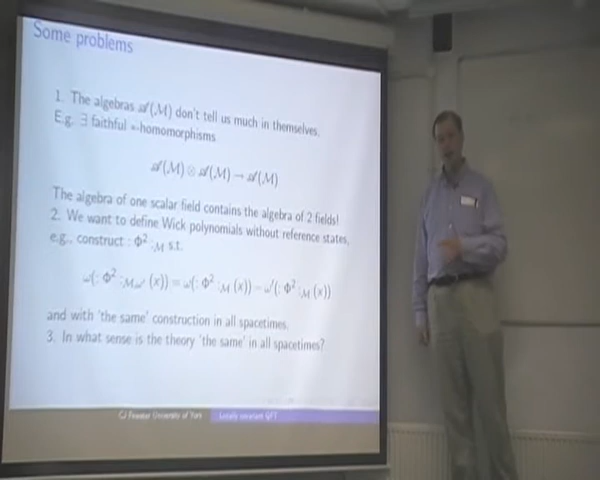 Some problems
1. The algebras 𝒜(ℳ) don't tell us much in themselves.
E.g. ∃ faithful *-homomorphisms
𝒜(ℳ) ⊗ 𝒜(ℳ) → 𝒜(ℳ)
The algebra of one scalar field contains the algebra of 2 fields!
2. We want to define Wick polynomials without reference states,
e.g., construct :Φ²:ℳ s.t.
ω(:Φ²:ℳ,ω′(x)) = ω(:Φ²:ℳ(x)) − ω′(:Φ²:ℳ(x))
and with 'the same' construction in all spacetimes.
3. In what sense is the theory 'the same' in all spacetimes?
CJ Fewster University of York Locally covariant QFT